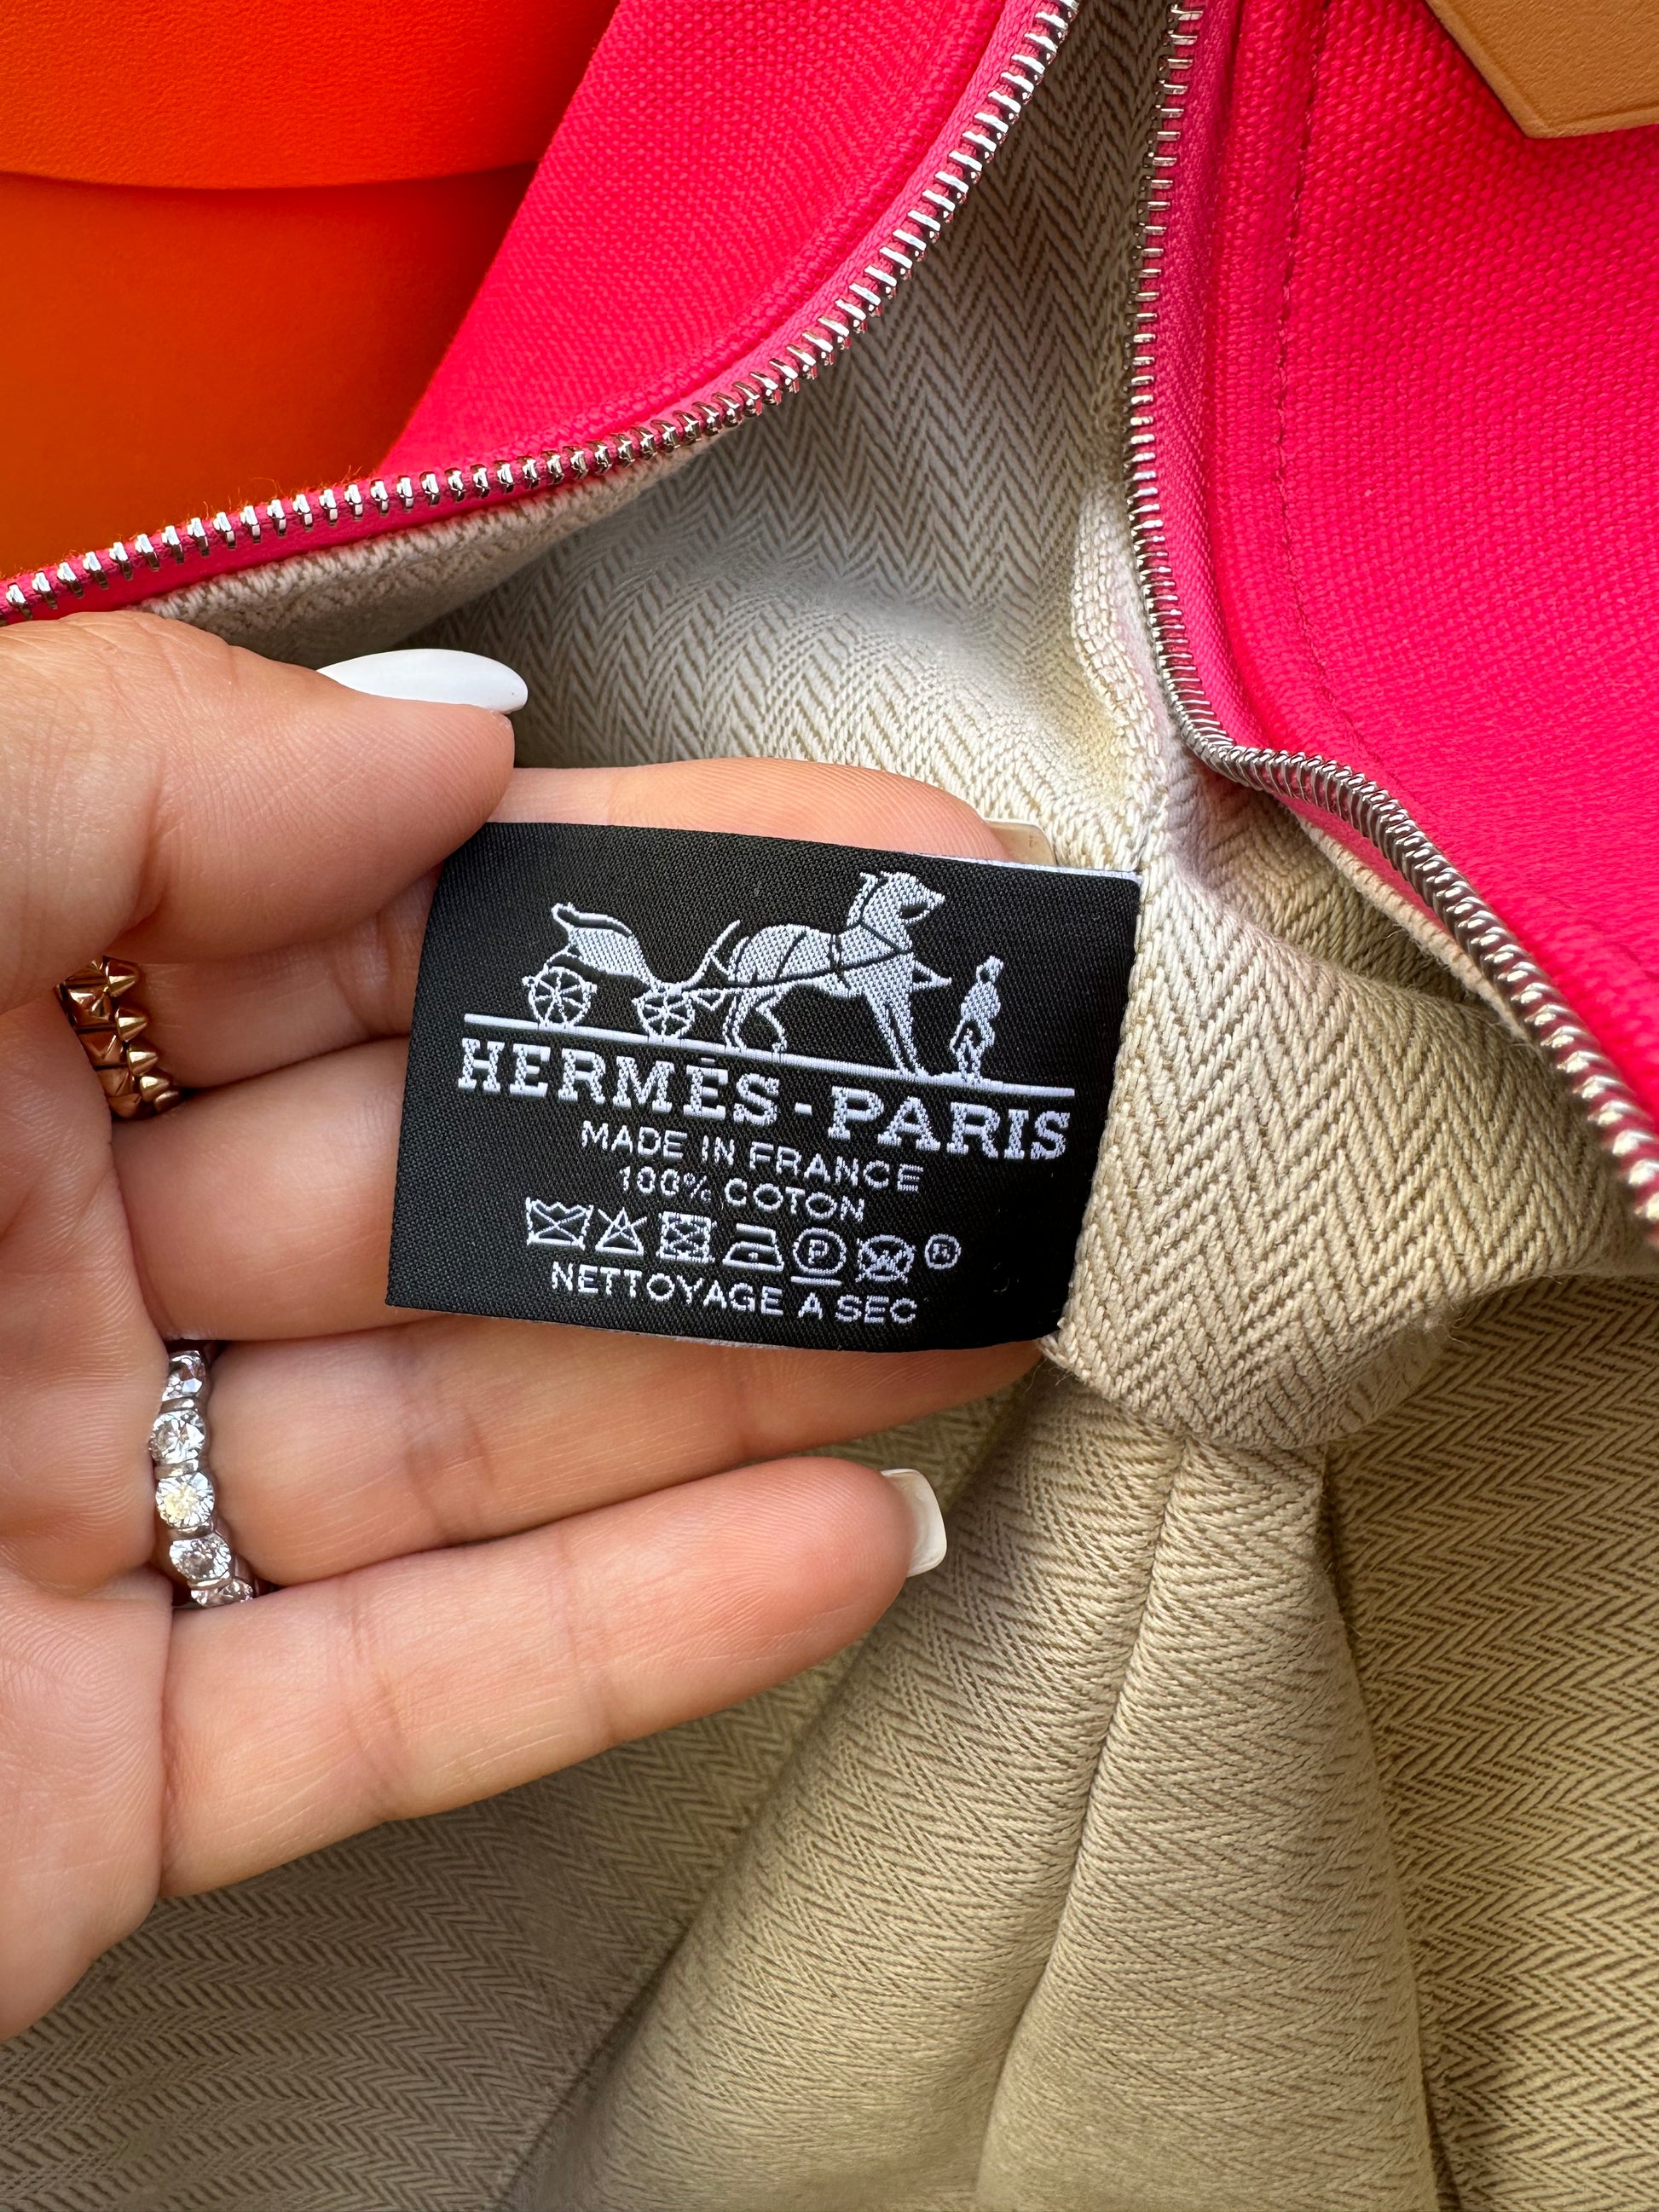 HERMÈS-PARIS
MADE IN FRANCE
100% COTON
P ®
NETTOYAGE A SEC